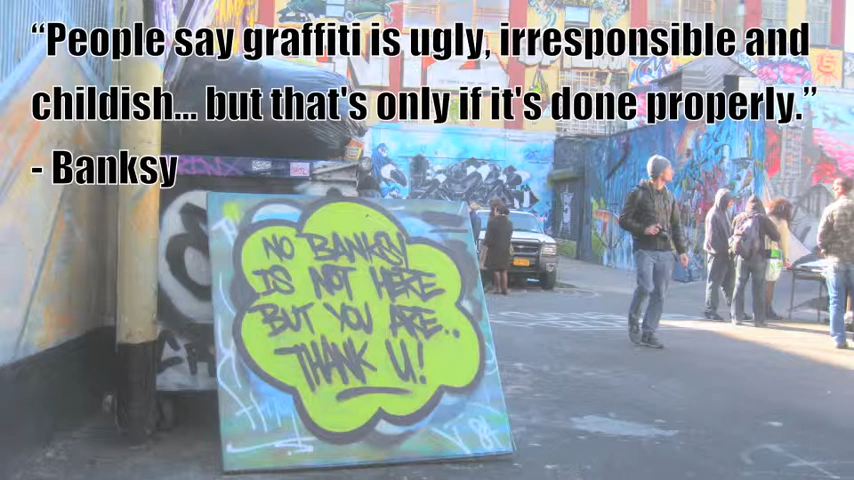 “People say graffiti is ugly, irresponsible and
childish... but that's only if it's done properly.”
- Banksy
NO BANKSY
IS NOT HERE
BUT YOU ARE..
THANK U!